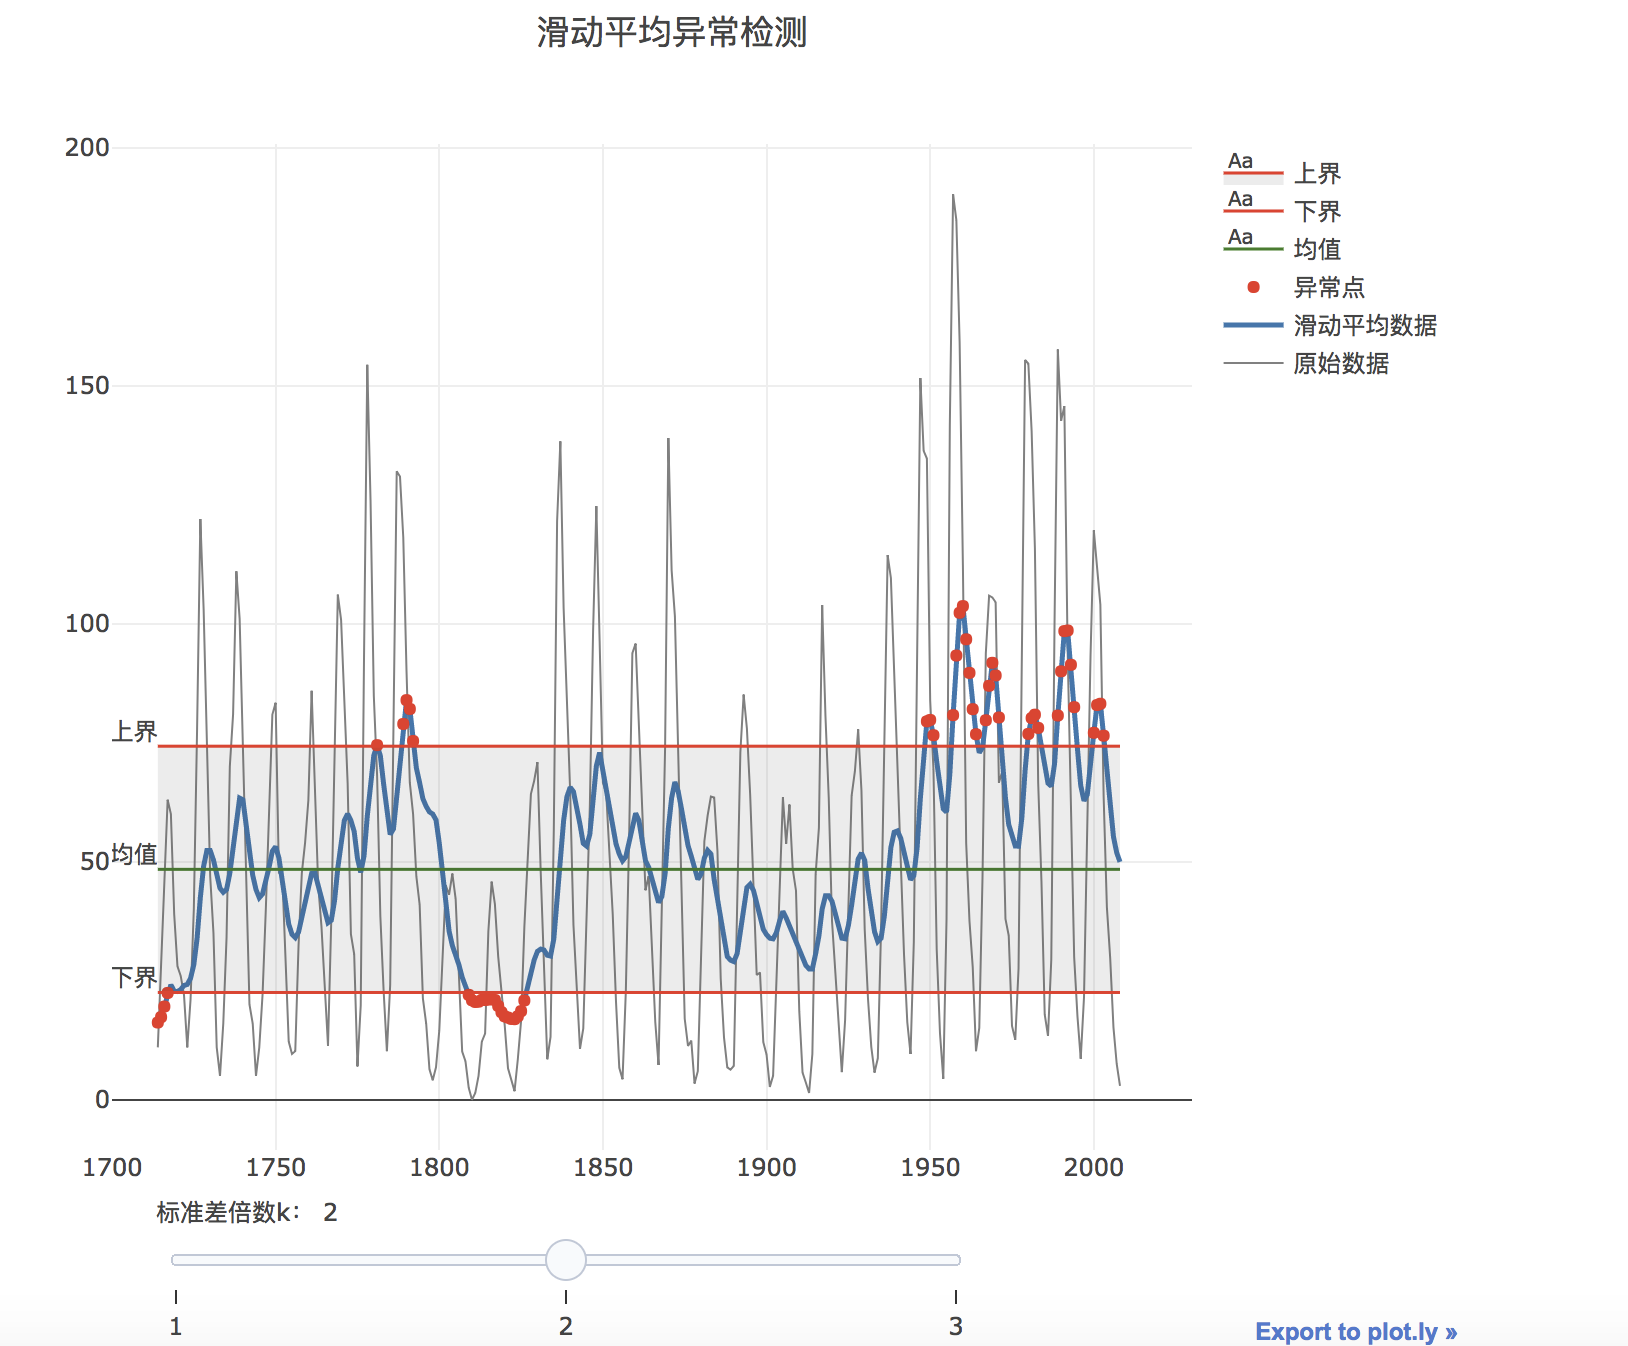 滑动平均异常检测
200
150
100
50
0
上界
均值
下界
Aa 上界
Aa 下界
Aa 均值
异常点
滑动平均数据
原始数据
1700 1750 1800 1850 1900 1950 2000
标准差倍数k: 2
1 2 3
Export to plot.ly »